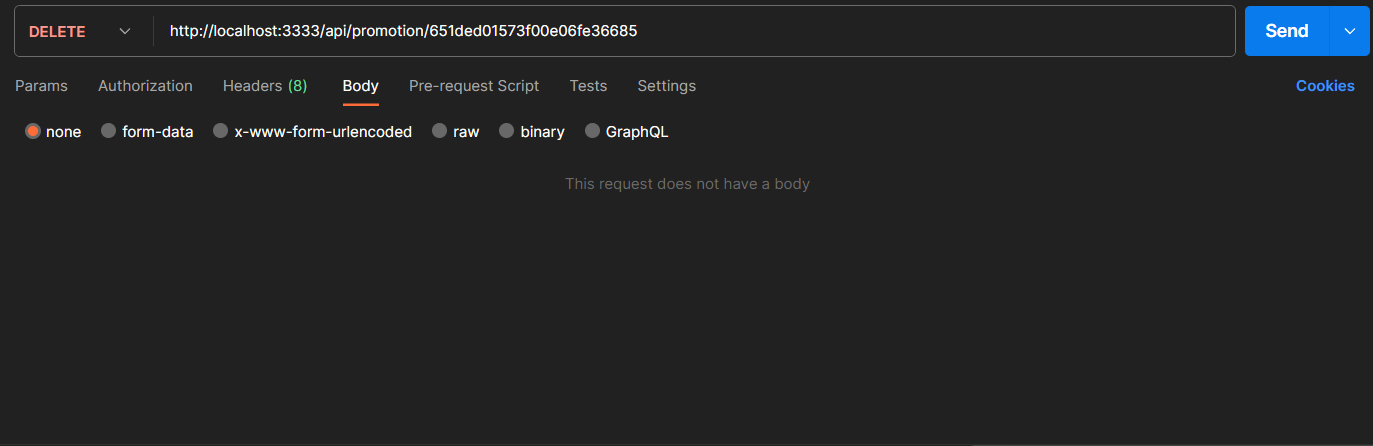 DELETE http://localhost:3333/api/promotion/651ded01573f00e06fe36685 Send
Params Authorization Headers (8) Body Pre-request Script Tests Settings Cookies
none form-data x-www-form-urlencoded raw binary GraphQL
This request does not have a body